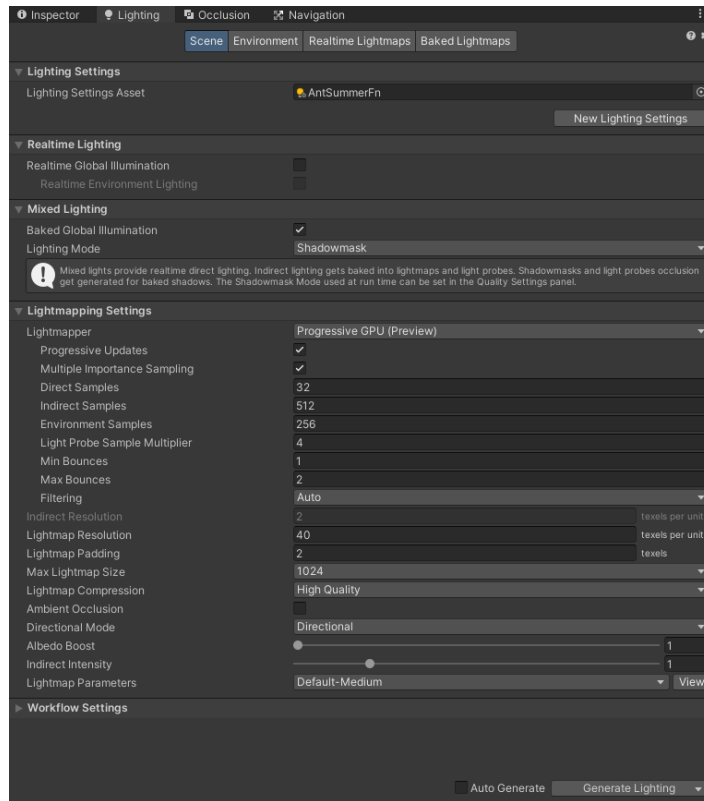 Inspector Lighting Occlusion Navigation
Scene Environment Realtime Lightmaps Baked Lightmaps
Lighting Settings
Lighting Settings Asset AntSummerFn
New Lighting Settings
Realtime Lighting
Realtime Global Illumination
Realtime Environment Lighting
Mixed Lighting
Baked Global Illumination
Lighting Mode Shadowmask
Mixed lights provide realtime direct lighting. Indirect lighting gets baked into lightmaps and light probes. Shadowmasks and light probes occlusion
get generated for baked shadows. The Shadowmask Mode used at run time can be set in the Quality Settings panel.
Lightmapping Settings
Lightmapper Progressive GPU (Preview)
Progressive Updates
Multiple Importance Sampling
Direct Samples 32
Indirect Samples 512
Environment Samples 256
Light Probe Sample Multiplier 4
Min Bounces 1
Max Bounces 2
Filtering Auto
Indirect Resolution 2 texels per unit
Lightmap Resolution 40 texels per unit
Lightmap Padding 2 texels
Max Lightmap Size 1024
Lightmap Compression High Quality
Ambient Occlusion
Directional Mode Directional
Albedo Boost 1
Indirect Intensity 1
Lightmap Parameters Default-Medium View
Workflow Settings
Auto Generate Generate Lighting